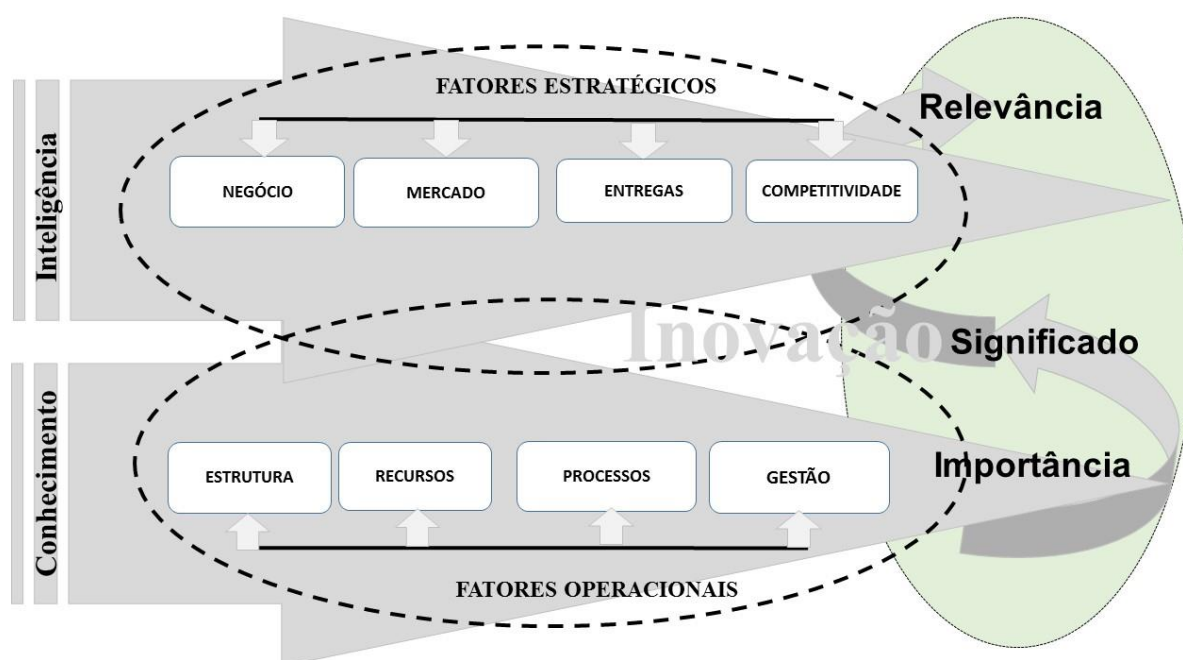 FATORES ESTRATÉGICOS
Relevância
Inteligência
NEGÓCIO
MERCADO
ENTREGAS
COMPETITIVIDADE
Inovação
Significado
Conhecimento
ESTRUTURA
RECURSOS
PROCESSOS
GESTÃO
Importância
FATORES OPERACIONAIS